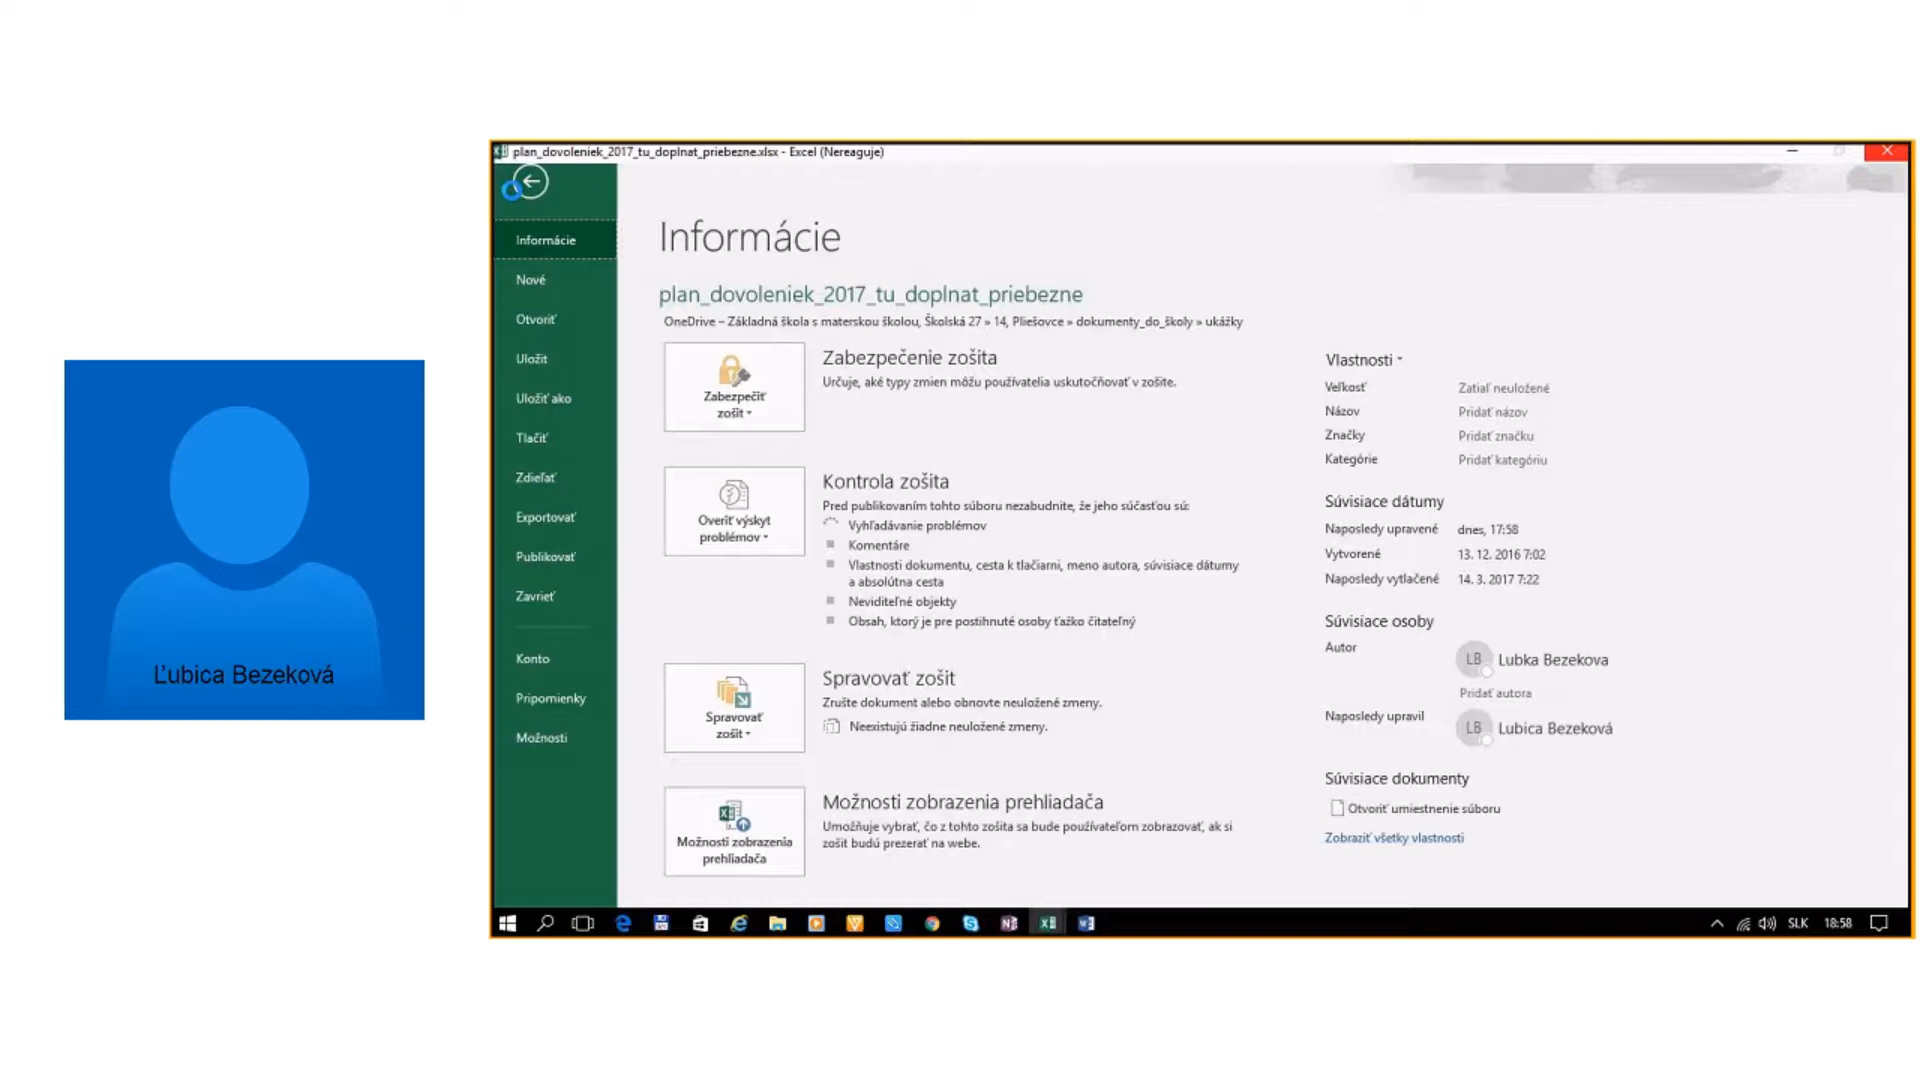 plan_dovoleniek_2017_tu_doplnat_priebezne.xlsx - Excel (Nereaguje)
Informácie
Nové
Otvoriť
Uložiť
Uložiť ako
Tlačiť
Zdieľať
Exportovať
Publikovať
Zavrieť
Konto
Pripomienky
Možnosti
Informácie
plan_dovoleniek_2017_tu_doplnat_priebezne
OneDrive – Základná škola s materskou školou, Školská 27 » 14, Pliešovce » dokumenty_do_školy » ukážky
Zabezpečiť
zošit
Zabezpečenie zošita
Určuje, aké typy zmien môžu používatelia uskutočňovať v zošite.
Overiť výskyt
problémov
Kontrola zošita
Pred publikovaním tohto súboru nezabudnite, že jeho súčasťou sú:
Vyhľadávanie problémov
Komentáre
Vlastnosti dokumentu, cesta k tlačiarni, meno autora, súvisiace dátumy
a absolútna cesta
Neviditeľné objekty
Obsah, ktorý je pre postihnuté osoby ťažko čitateľný
Spravovať
zošit
Spravovať zošit
Zrušte dokument alebo obnovte neuložené zmeny.
Neexistujú žiadne neuložené zmeny.
Možnosti zobrazenia
prehliadača
Možnosti zobrazenia prehliadača
Umožňuje vybrať, čo z tohto zošita sa bude používateľom zobrazovať, ak si
zošit budú prezerať na webe.
Vlastnosti
Veľkosť Zatiaľ neuložené
Názov Pridať názov
Značky Pridať značku
Kategórie Pridať kategóriu
Súvisiace dátumy
Naposledy upravené dnes, 17:58
Vytvorené 13. 12. 2016 7:02
Naposledy vytlačené 14. 3. 2017 7:22
Súvisiace osoby
Autor
LB Lubka Bezekova
Pridať autora
Naposledy upravil
LB Lubica Bezeková
Súvisiace dokumenty
Otvoriť umiestnenie súboru
Zobraziť všetky vlastnosti
SLK 18:58
Ľubica Bezeková